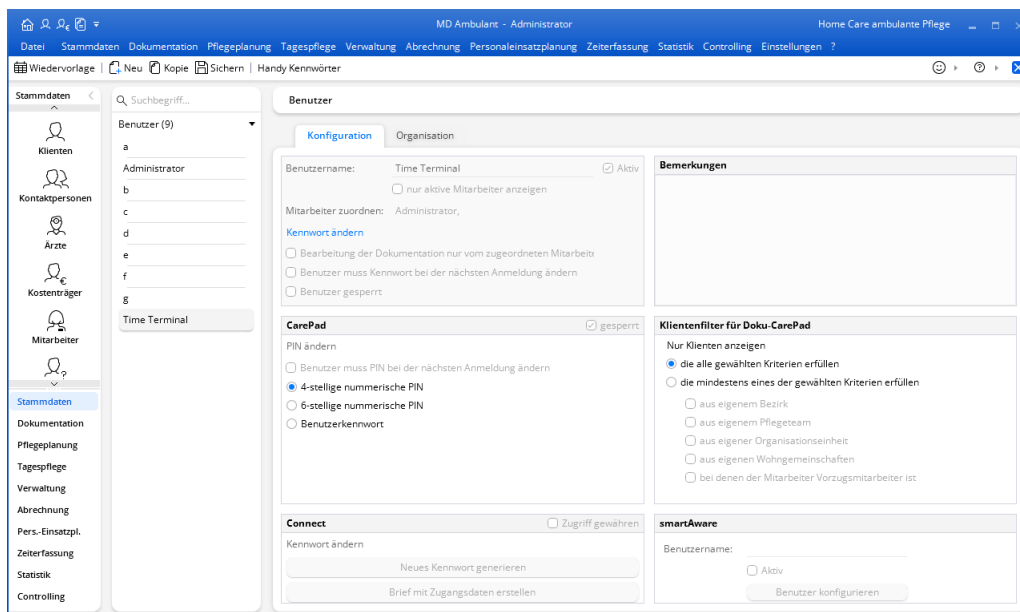 MD Ambulant - Administrator
Home Care ambulante Pflege
Datei Stammdaten Dokumentation Pflegeplanung Tagespflege Verwaltung Abrechnung Personaleinsatzplanung Zeiterfassung Statistik Controlling Einstellungen ?
Wiedervorlage | Neu Kopie Sichern | Handy Kennwörter
Stammdaten
Klienten
Kontaktpersonen
Ärzte
Kostenträger
Mitarbeiter
Stammdaten
Dokumentation
Pflegeplanung
Tagespflege
Verwaltung
Abrechnung
Pers.-Einsatzpl.
Zeiterfassung
Statistik
Controlling
Suchbegriff...
Benutzer (9)
a
Administrator
b
c
d
e
f
g
Time Terminal
Benutzer
Konfiguration Organisation
Benutzername: Time Terminal Aktiv
nur aktive Mitarbeiter anzeigen
Mitarbeiter zuordnen: Administrator,
Kennwort ändern
Bearbeitung der Dokumentation nur vom zugeordneten Mitarbeite
Benutzer muss Kennwort bei der nächsten Anmeldung ändern
Benutzer gesperrt
Bemerkungen
CarePad gesperrt
PIN ändern
Benutzer muss PIN bei der nächsten Anmeldung ändern
4-stellige nummerische PIN
6-stellige nummerische PIN
Benutzerkennwort
Klientenfilter für Doku-CarePad
Nur Klienten anzeigen
die alle gewählten Kriterien erfüllen
die mindestens eines der gewählten Kriterien erfüllen
aus eigenem Bezirk
aus eigenem Pflegeteam
aus eigener Organisationseinheit
aus eigenen Wohngemeinschaften
bei denen der Mitarbeiter Vorzugsmitarbeiter ist
Connect Zugriff gewähren
Kennwort ändern
Neues Kennwort generieren
Brief mit Zugangsdaten erstellen
smartAware
Benutzername:
Aktiv
Benutzer konfigurieren